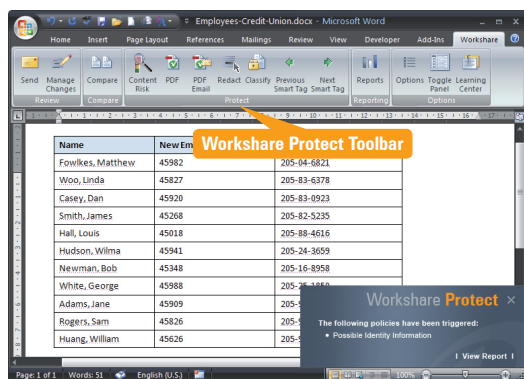 Employees-Credit-Union.docx - Microsoft Word
Home Insert Page Layout References Mailings Review View Developer Add-Ins Workshare
Send Manage Changes Compare Content Risk PDF PDF Email Redact Classify Previous Smart Tag Next Smart Tag Reports Options Toggle Panel Learning Center
Review Compare Protect Reporting Options
Workshare Protect Toolbar
Name New Em
Fowlkes, Matthew 45982 205-04-6821
Woo, Linda 45827 205-83-6378
Casey, Dan 45920 205-83-0923
Smith, James 45268 205-82-5235
Hall, Louis 45018 205-88-4616
Hudson, Wilma 45941 205-24-3659
Newman, Bob 45348 205-16-8958
White, George 45988
Adams, Jane 45909
Rogers, Sam 45826
Huang, William 45626
Workshare Protect
The following policies have been triggered:
• Possible Identity Information
I View Report I
Page: 1 of 1 Words: 51 English (U.S.) 100%